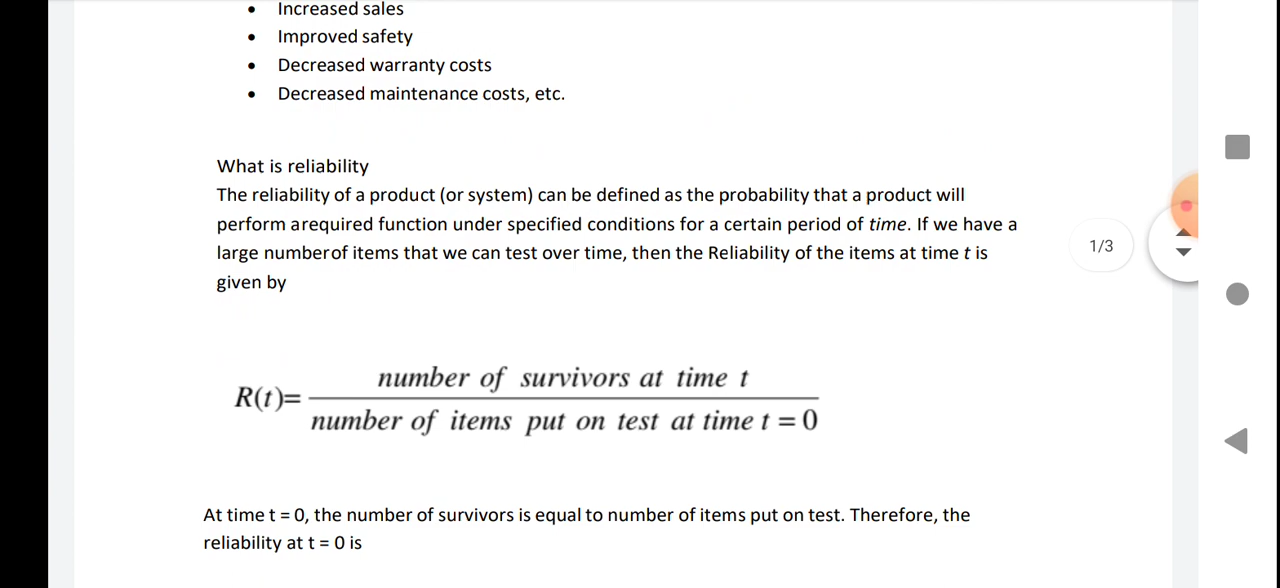 • Increased sales
• Improved safety
• Decreased warranty costs
• Decreased maintenance costs, etc.
What is reliability
The reliability of a product (or system) can be defined as the probability that a product will
perform arequired function under specified conditions for a certain period of time. If we have a
large numberof items that we can test over time, then the Reliability of the items at time t is
given by
1/3
R(t)= number of survivors at time t
number of items put on test at time t = 0
At time t = 0, the number of survivors is equal to number of items put on test. Therefore, the
reliability at t = 0 is